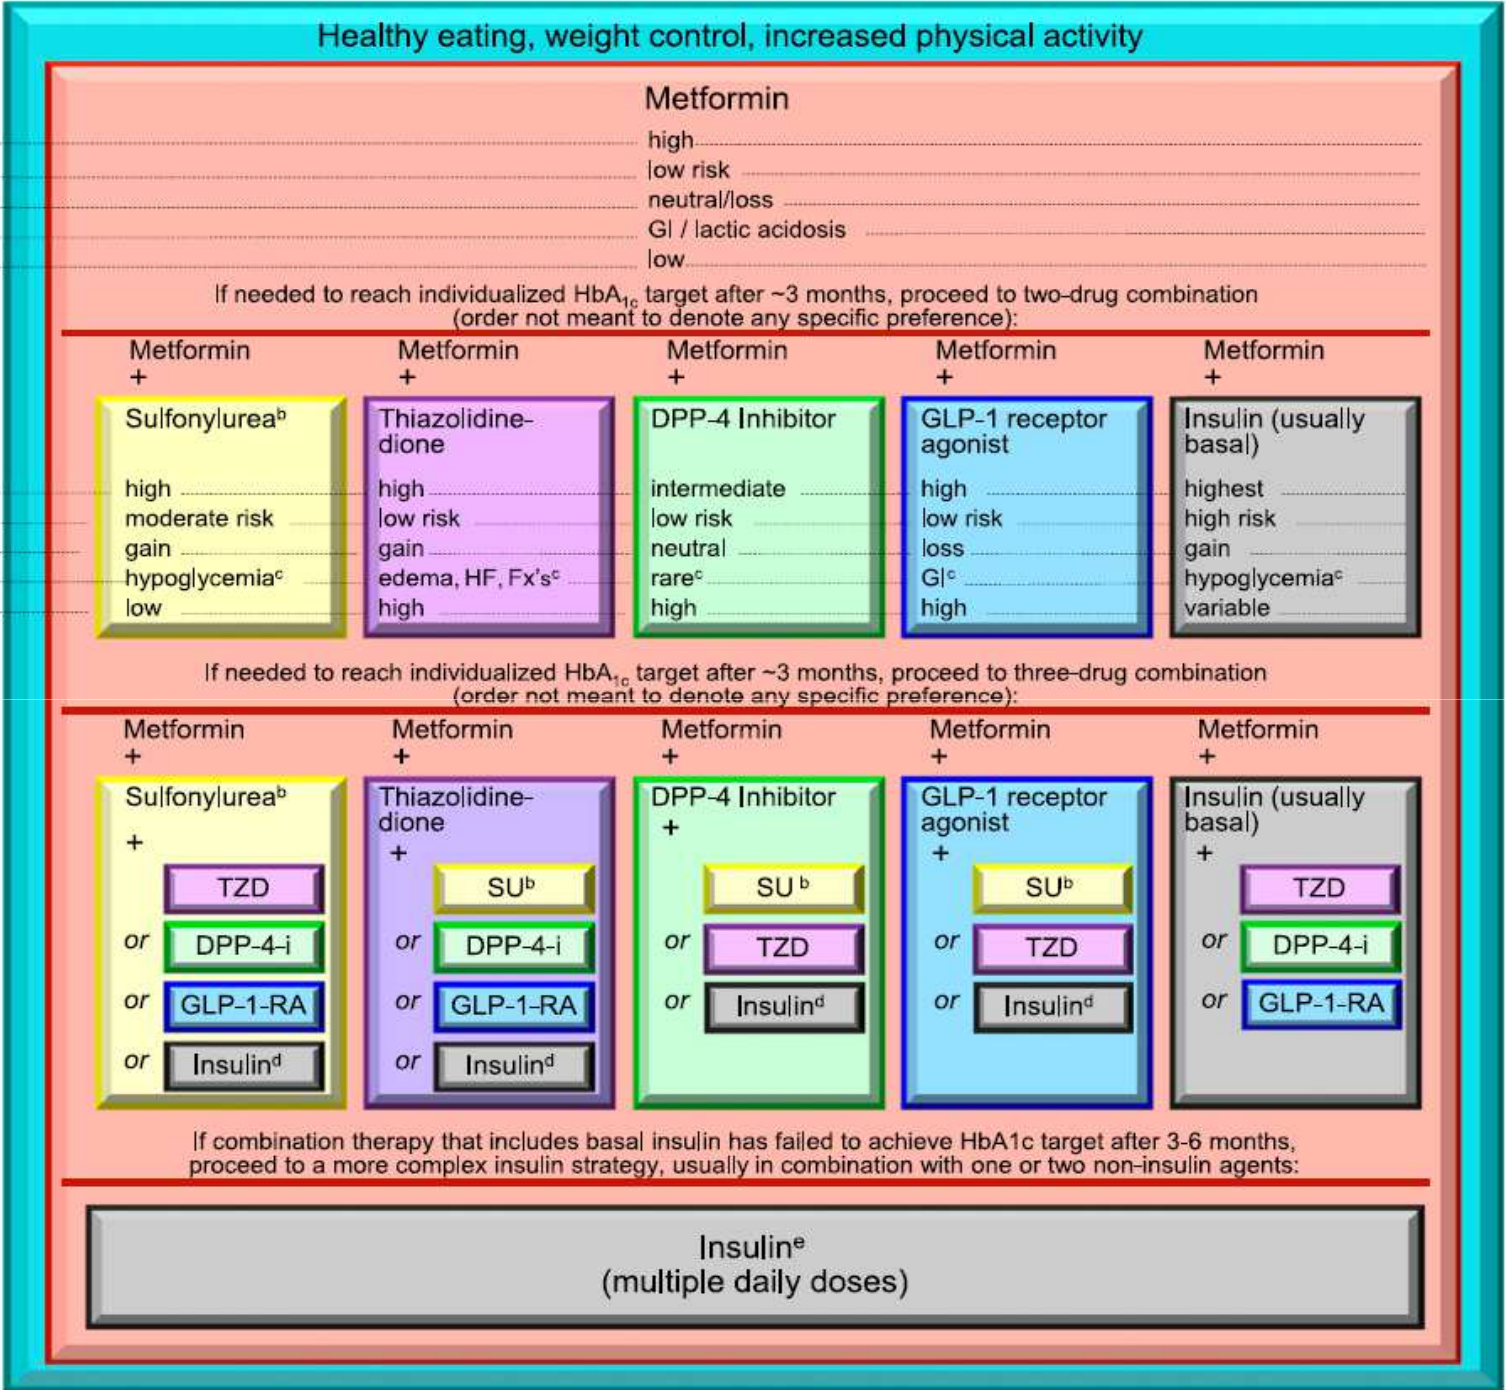 Healthy eating, weight control, increased physical activity
Metformin
high
low risk
neutral/loss
GI / lactic acidosis
low
If needed to reach individualized HbA1c target after ~3 months, proceed to two-drug combination
(order not meant to denote any specific preference):
Metformin
+
Sulfonylureaᵇ
high
moderate risk
gain
hypoglycemiaᶜ
low
Metformin
+
Thiazolidine-
dione
high
low risk
gain
edema, HF, Fx'sᶜ
high
Metformin
+
DPP-4 Inhibitor
intermediate
low risk
neutral
rareᶜ
high
Metformin
+
GLP-1 receptor
agonist
high
low risk
loss
GIᶜ
high
Metformin
+
Insulin (usually
basal)
highest
high risk
gain
hypoglycemiaᶜ
variable
If needed to reach individualized HbA1c target after ~3 months, proceed to three-drug combination
(order not meant to denote any specific preference):
Metformin
+
Sulfonylureaᵇ
+
TZD
or DPP-4-i
or GLP-1-RA
or Insulinᵈ
Metformin
+
Thiazolidine-
dione
+
SUᵇ
or DPP-4-i
or GLP-1-RA
or Insulinᵈ
Metformin
+
DPP-4 Inhibitor
+
SU ᵇ
or TZD
or Insulinᵈ
Metformin
+
GLP-1 receptor
agonist
+
SUᵇ
or TZD
or Insulinᵈ
Metformin
+
Insulin (usually
basal)
+
TZD
or DPP-4-i
or GLP-1-RA
If combination therapy that includes basal insulin has failed to achieve HbA1c target after 3-6 months,
proceed to a more complex insulin strategy, usually in combination with one or two non-insulin agents:
Insulinᵉ
(multiple daily doses)